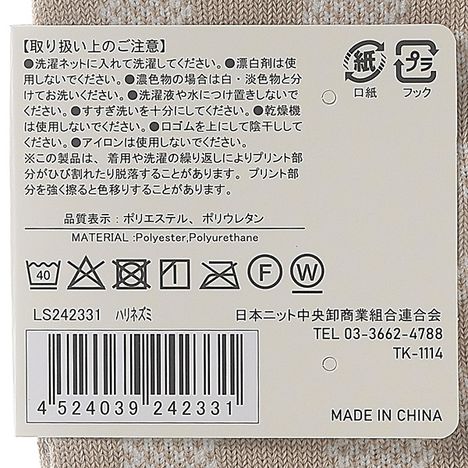 【取り扱い上のご注意】
●洗濯ネットに入れて洗濯してください。●漂白剤は使
用しないでください。●濃色物の場合は白・淡色物と分
けてお洗いください。●洗濯液や水につけ置きしないで
ください。●すすぎ洗いを十分にしてください。●乾燥機
は使用しないでください。●口ゴムを上にして陰干しし
てください。●アイロンは使用しないでください。
※この製品は、着用や洗濯の繰り返しによりプリント部
分がひび割れたり脱落することがあります。プリント部
分を強く擦ると色移りすることがあります。
紙
口紙
プラ
フック
品質表示：ポリエステル、ポリウレタン
MATERIAL :Polyester,Polyurethane
40
F
W
LS242331 ハリネズミ
4 524039 242331
日本ニット中央卸商業組合連合会
TEL 03-3662-4788
TK-1114
MADE IN CHINA